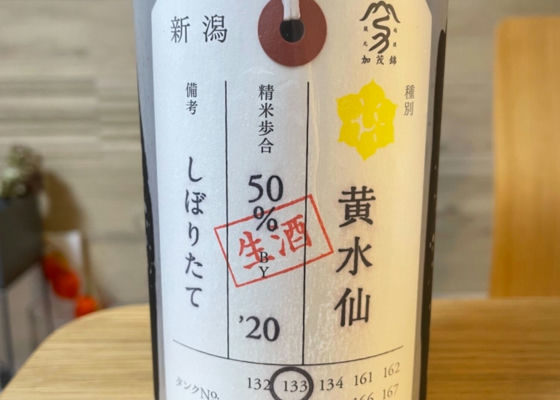 新潟
加茂錦
種別
黄水仙
精米歩合
50%
BY
'20
生酒
備考
しぼりたて
タンクNo.
132 133 134 161 162
166 167